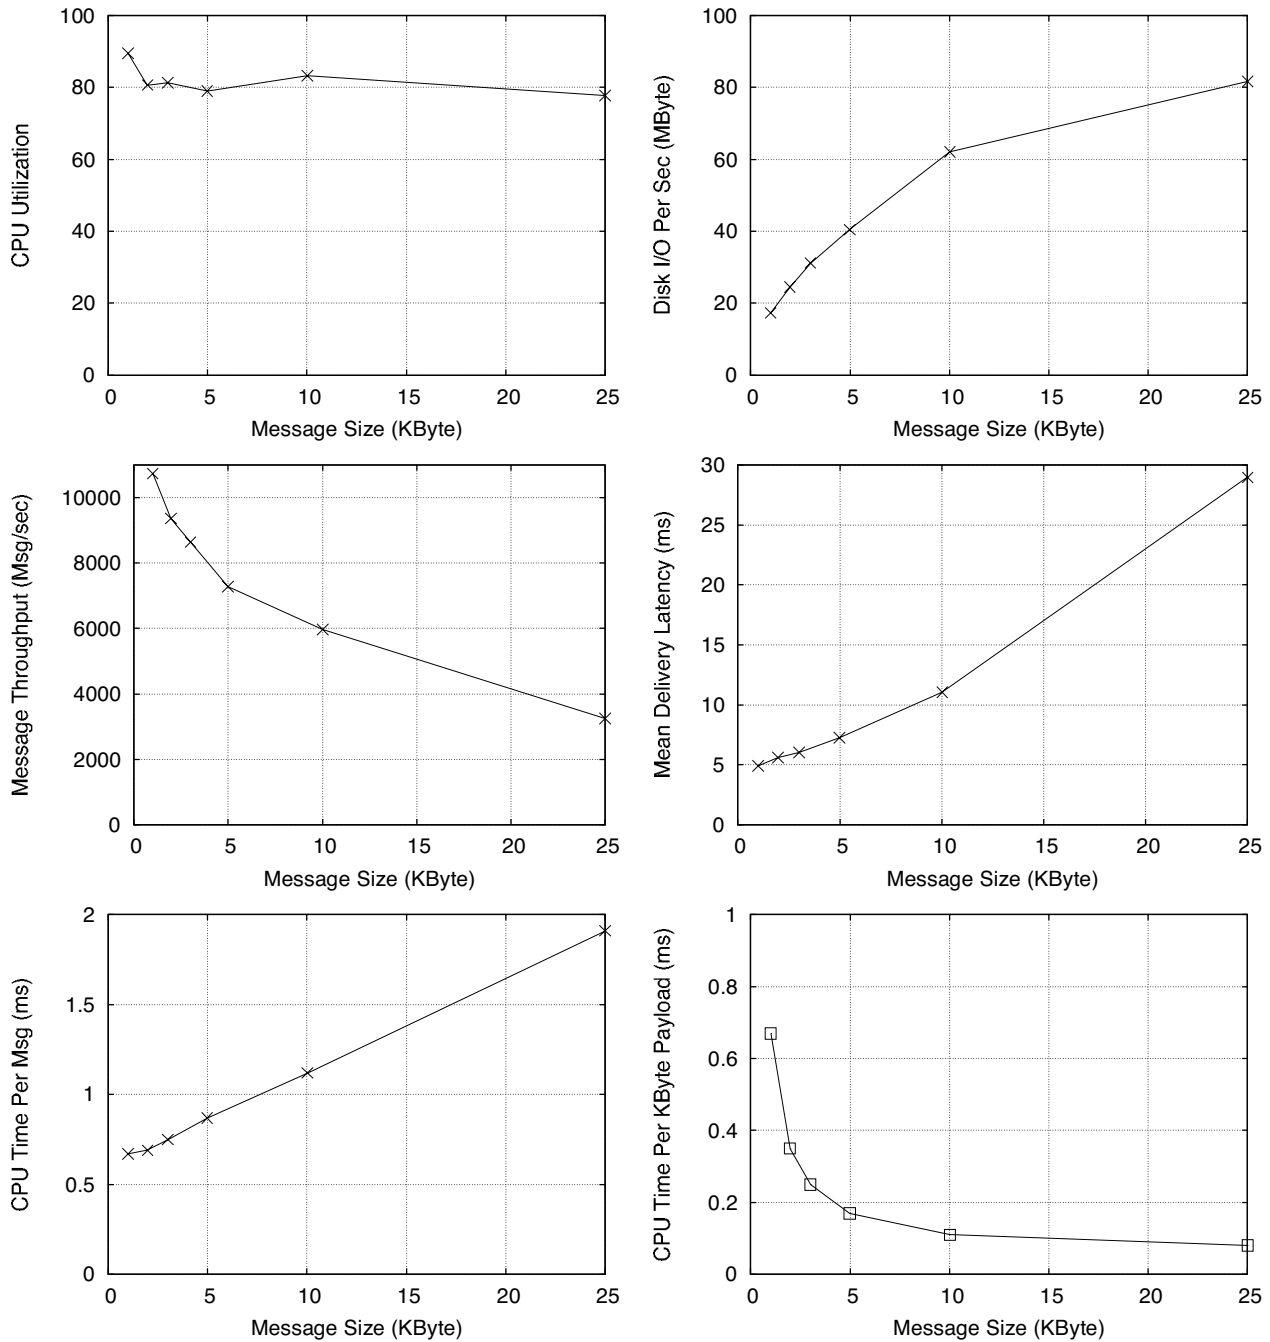 100
80
60
40
20
0
CPU Utilization
0 5 10 15 20 25
Message Size (KByte)
100
80
60
40
20
0
Disk I/O Per Sec (MByte)
0 5 10 15 20 25
Message Size (KByte)
10000
8000
6000
4000
2000
0
Message Throughput (Msg/sec)
0 5 10 15 20 25
Message Size (KByte)
30
25
20
15
10
5
0
Mean Delivery Latency (ms)
0 5 10 15 20 25
Message Size (KByte)
2
1.5
1
0.5
0
CPU Time Per Msg (ms)
0 5 10 15 20 25
Message Size (KByte)
1
0.8
0.6
0.4
0.2
0
CPU Time Per KByte Payload (ms)
0 5 10 15 20 25
Message Size (KByte)